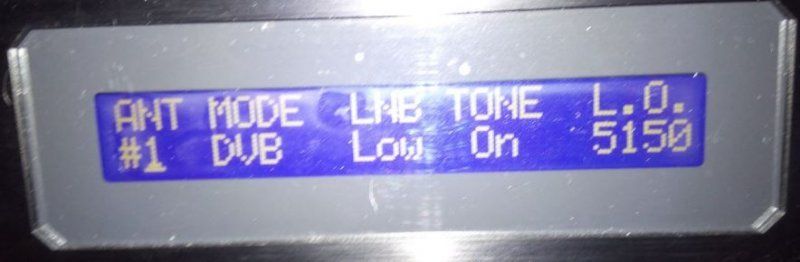 ANT MODE LNB TONE L.O.
#1 DVB Low On 5150